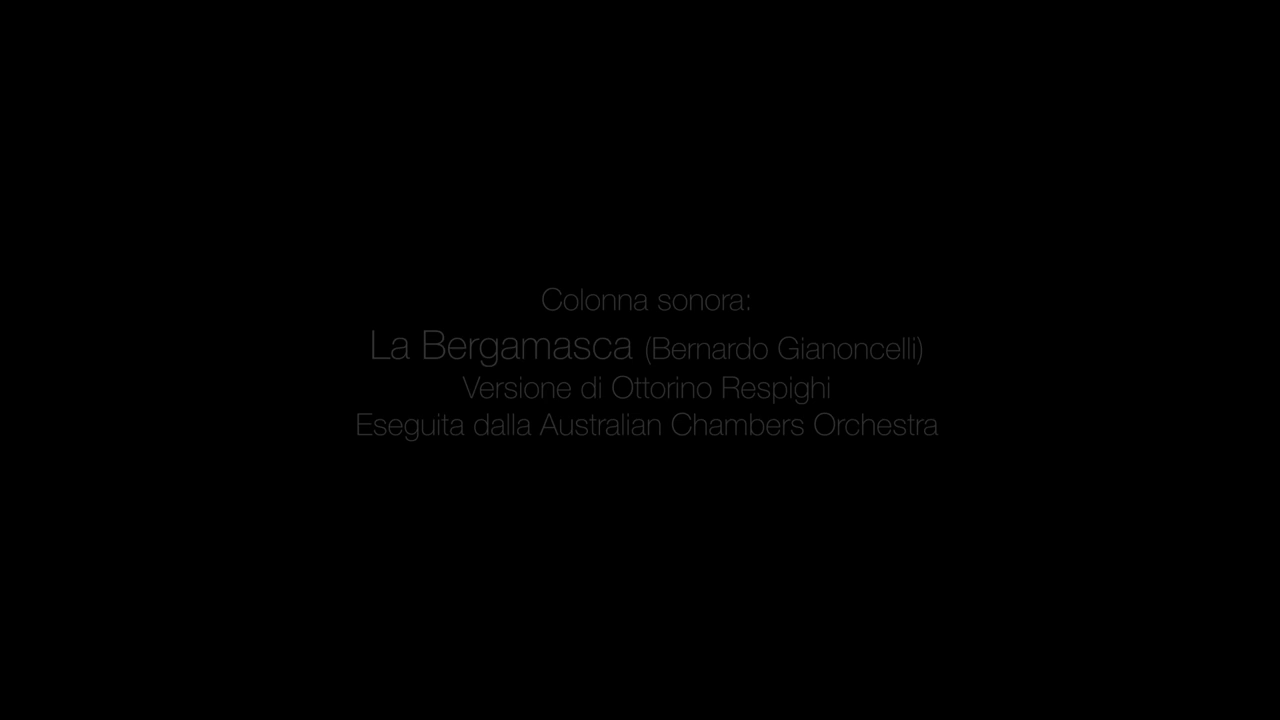 Colonna sonora:
La Bergamasca (Bernardo Gianoncelli)
Versione di Ottorino Respighi
Eseguita dalla Australian Chambers Orchestra